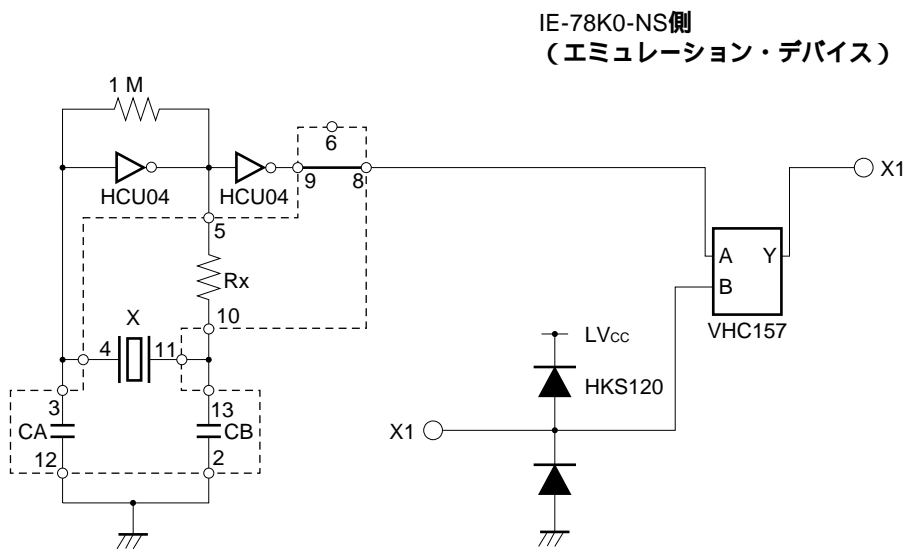 IE-78K0-NS側
（エミュレーション・デバイス）
1 M
6
HCU04
HCU04
9
8
X1
5
A
Y
B
Rx
VHC157
X
10
LVcc
4
11
HKS120
3
13
CA
CB
X1
12
2